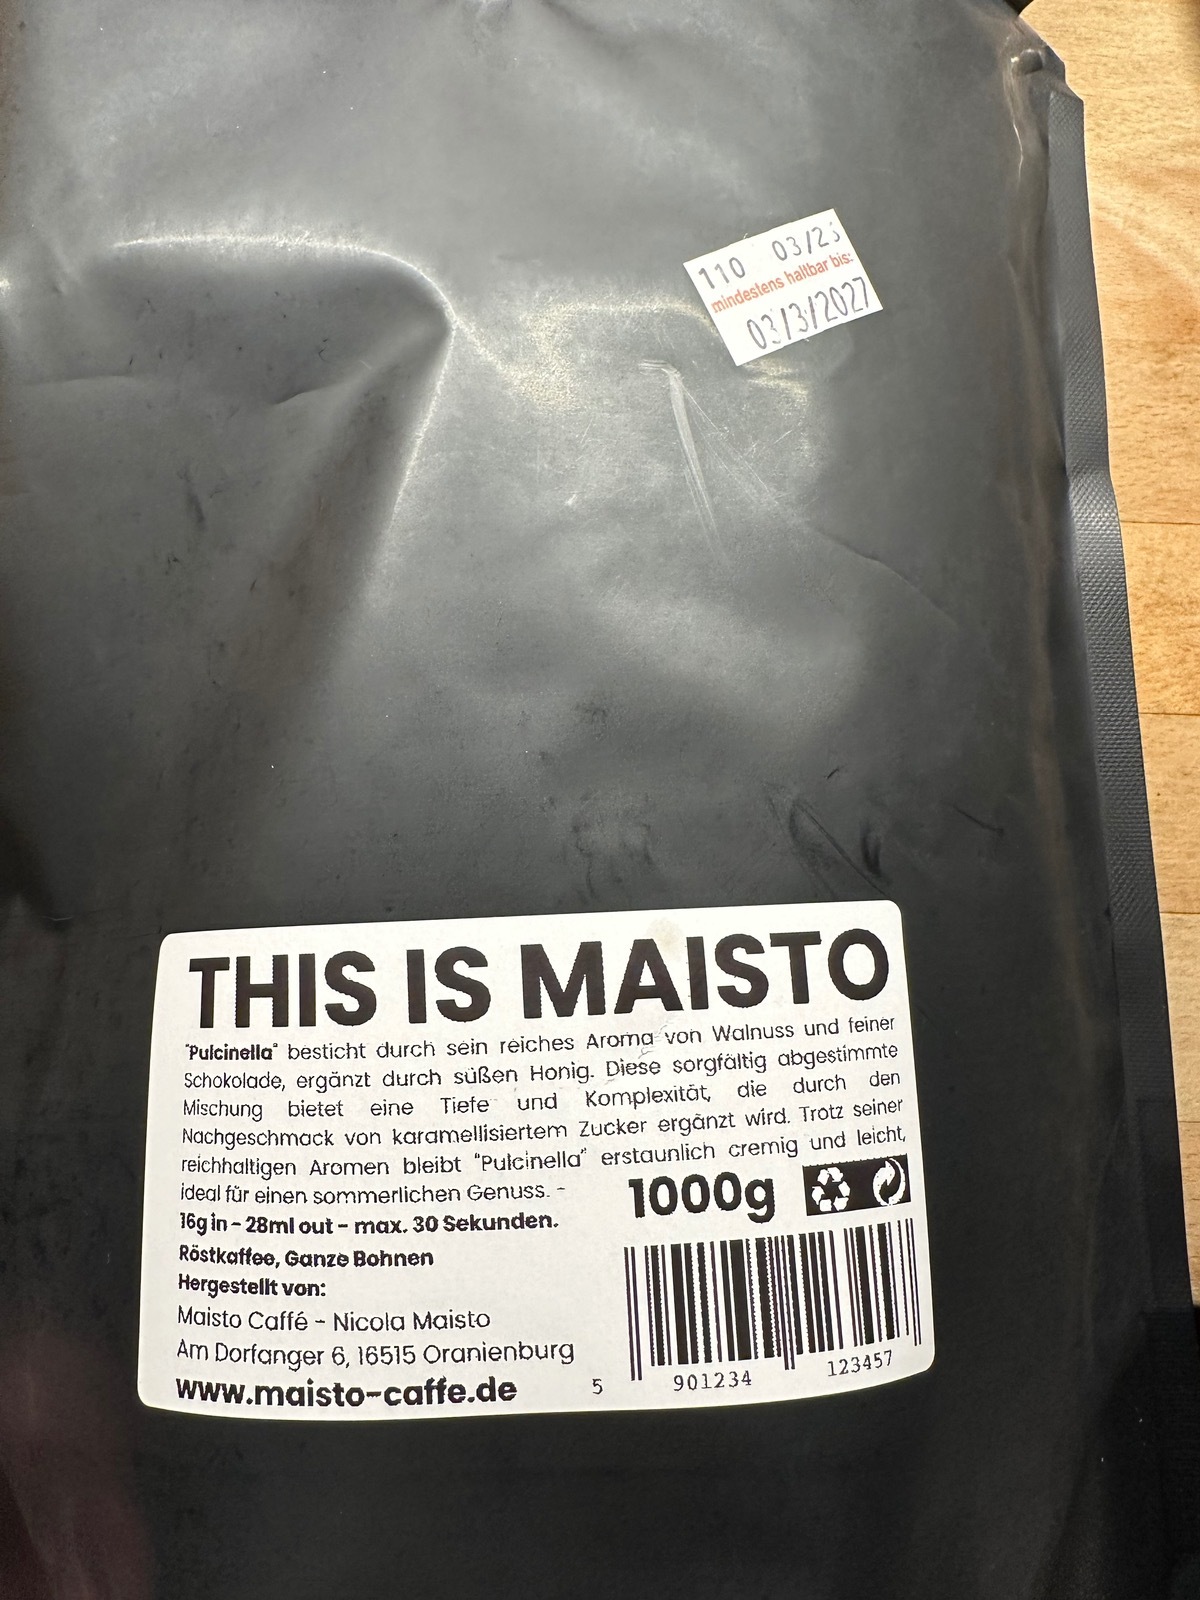 110 03/23
mindestens haltbar bis:
03/3/2027
THIS IS MAISTO
"Pulcinella" besticht durch sein reiches Aroma von Walnuss und feiner
Schokolade, ergänzt durch süßen Honig. Diese sorgfältig abgestimmte
Mischung bietet eine Tiefe und Komplexität, die durch den
Nachgeschmack von karamellisiertem Zucker ergänzt wird. Trotz seiner
reichhaltigen Aromen bleibt "Pulcinella" erstaunlich cremig und leicht,
ideal für einen sommerlichen Genuss. -
1000g
16g in - 28ml out - max. 30 Sekunden.
Röstkaffee, Ganze Bohnen
Hergestellt von:
Maisto Caffé - Nicola Maisto
Am Dorfanger 6, 16515 Oranienburg
www.maisto-caffe.de
5 901234 123457